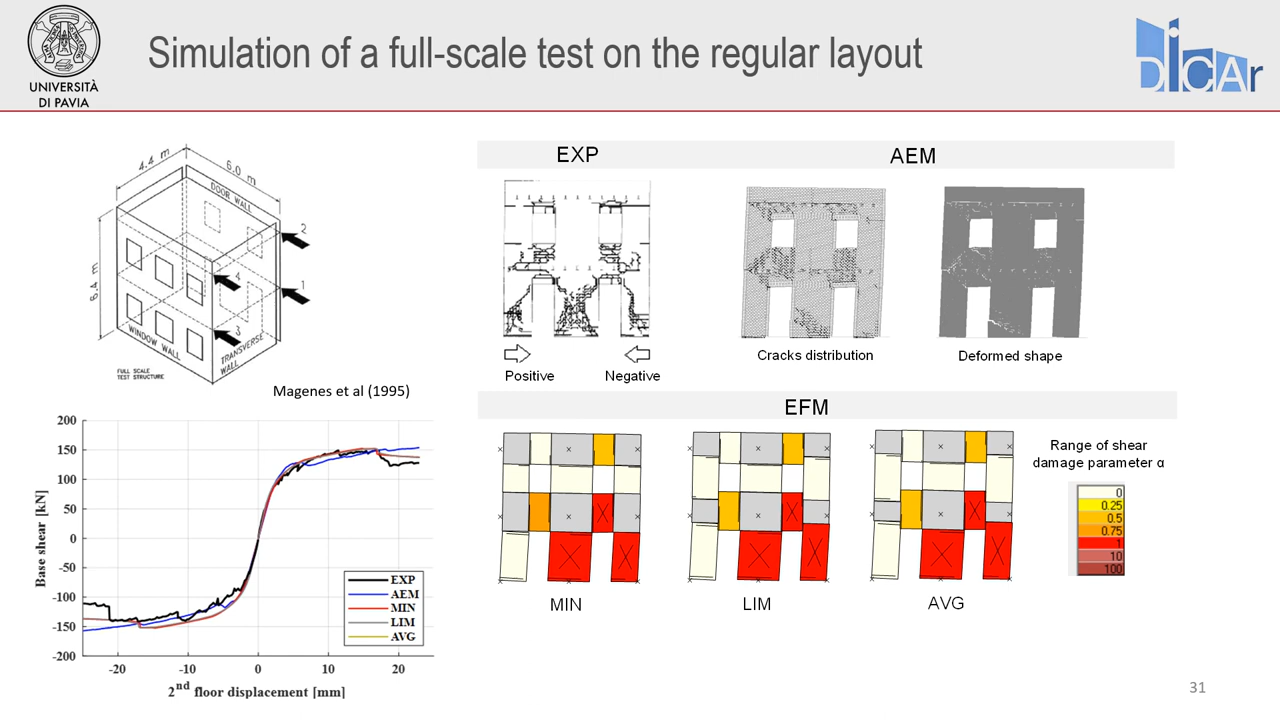 Simulation of a full-scale test on the regular layout
UNIVERSITÀ
DI PAVIA
DICAr
4.4 m
6.0 m
6.4 m
DOOR WALL
2
1
4
3
WINDOW WALL
TRANSVERSE
WALL
FULL SCALE
TEST STRUCTURE
Magenes et al (1995)
EXP
AEM
Positive
Negative
Cracks distribution
Deformed shape
EFM
MIN
LIM
AVG
Range of shear
damage parameter α
0
0.25
0.5
0.75
1
10
100
200
150
100
50
0
-50
-100
-150
-200
Base shear [kN]
-20
-10
0
10
20
2nd floor displacement [mm]
EXP
AEM
MIN
LIM
AVG
31